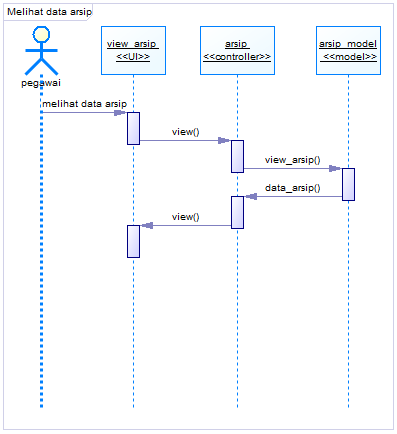 Melihat data arsip
view_arsip
<<UI>>
arsip
<<controller>>
arsip_model
<<model>>
pegawai
melihat data arsip
view()
view_arsip()
data_arsip()
view()